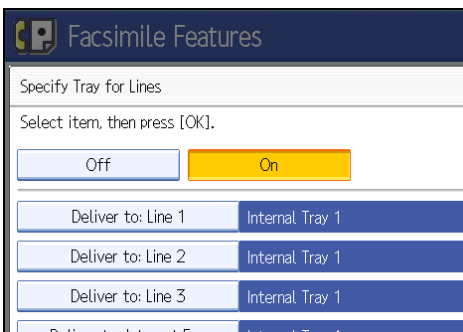 Facsimile Features
Specify Tray for Lines
Select item, then press [OK].
Off On
Deliver to: Line 1 Internal Tray 1
Deliver to: Line 2 Internal Tray 1
Deliver to: Line 3 Internal Tray 1